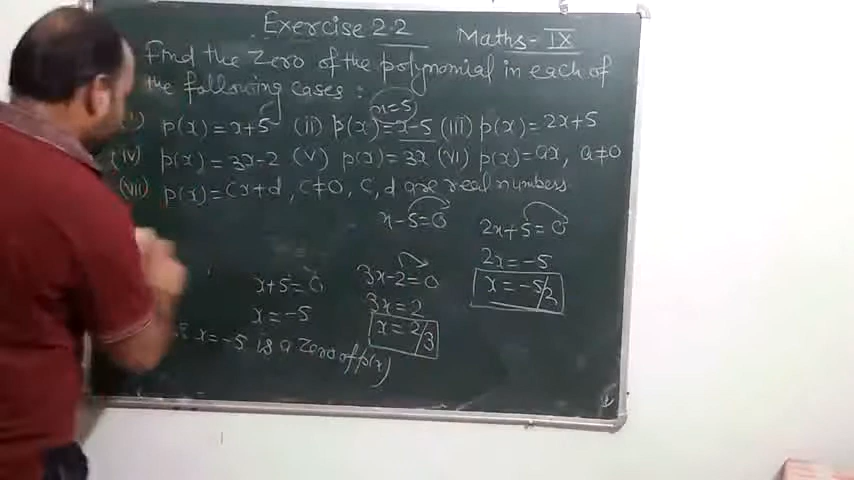 Exercise 2.2
Maths - IX
Find the Zero of the polynomial in each of
the following cases :
x=5
(i) p(x)=x+5 (ii) p(x)=x-5 (iii) p(x)=2x+5
(iv) p(x)=3x-2 (v) p(x)=3x (vi) p(x)=ax, a≠0
(vii) p(x)=cx+d, c≠0, c, d are real numbers.
x-5=0
2x+5=0
2x=-5
x=-5/2
x+5=0
x=-5
∴ x=-5 is a zero of p(x)
3x-2=0
3x=2
x=2/3